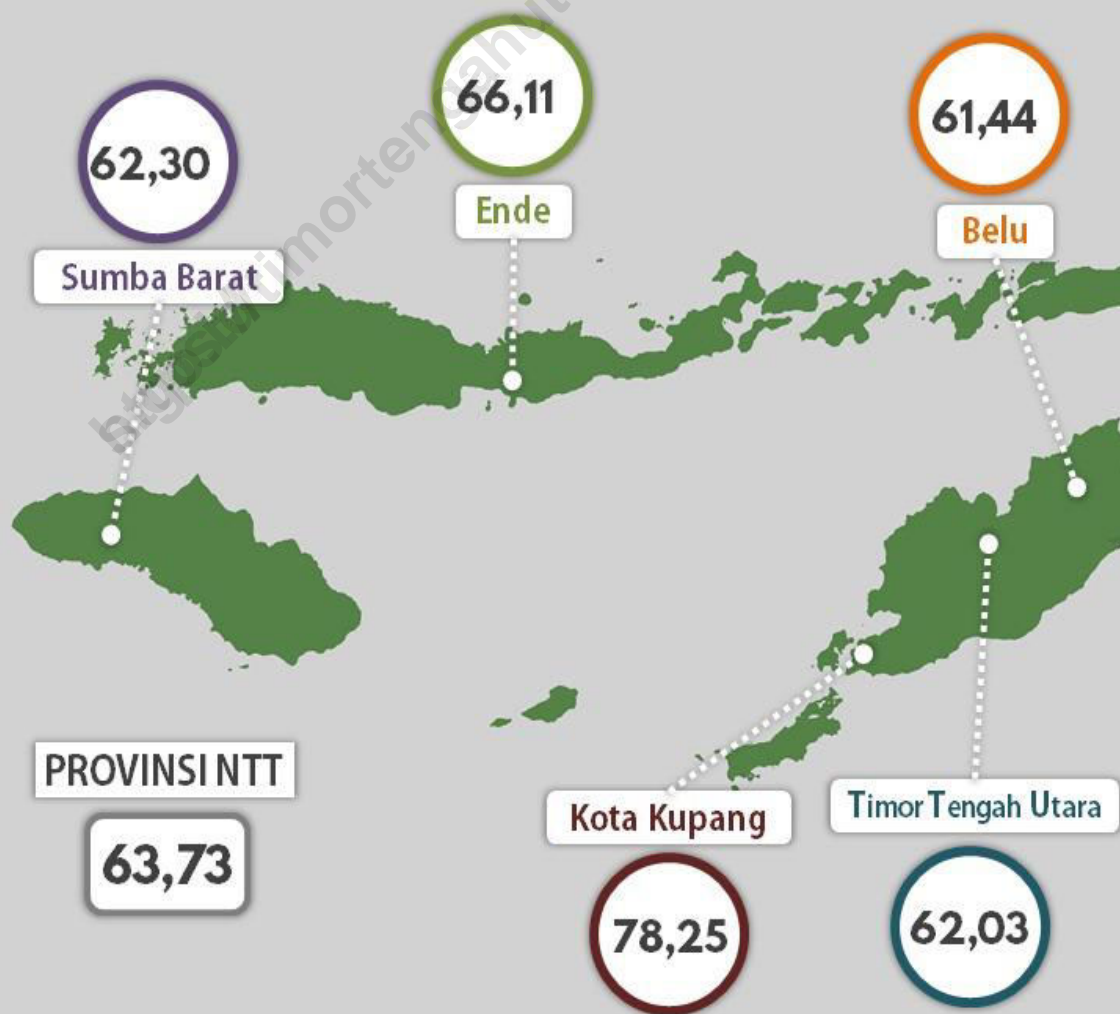 66,11
Ende
61,44
Belu
62,30
Sumba Barat
PROVINSI NTT
63,73
Kota Kupang
78,25
Timor Tengah Utara
62,03